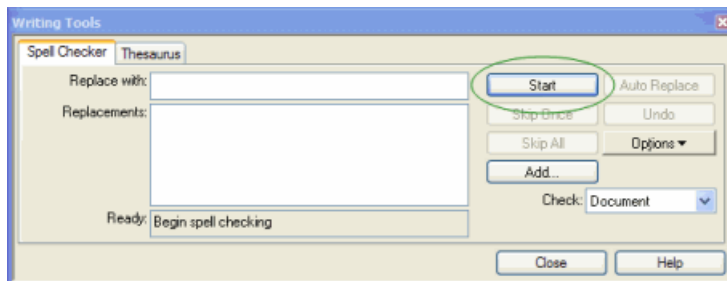 Writing Tools
Spell Checker Thesaurus
Replace with: Start Auto Replace
Replacements: Skip Once Undo
Skip All Options
Add...
Check: Document
Ready: Begin spell checking
Close Help